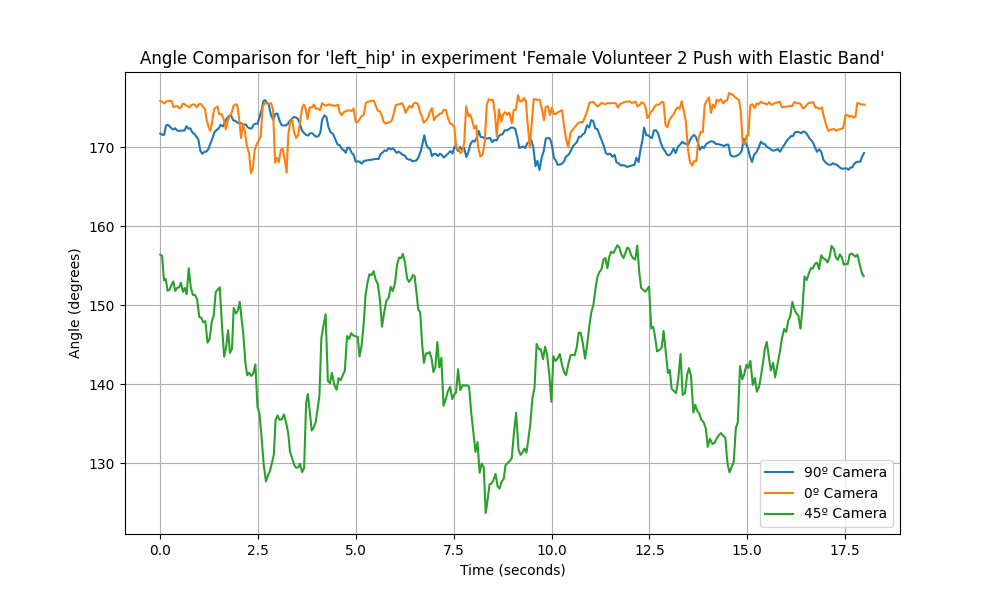 Angle Comparison for 'left_hip' in experiment 'Female Volunteer 2 Push with Elastic Band'
Angle (degrees)
170
160
150
140
130
90º Camera
0º Camera
45º Camera
0.0 2.5 5.0 7.5 10.0 12.5 15.0 17.5
Time (seconds)